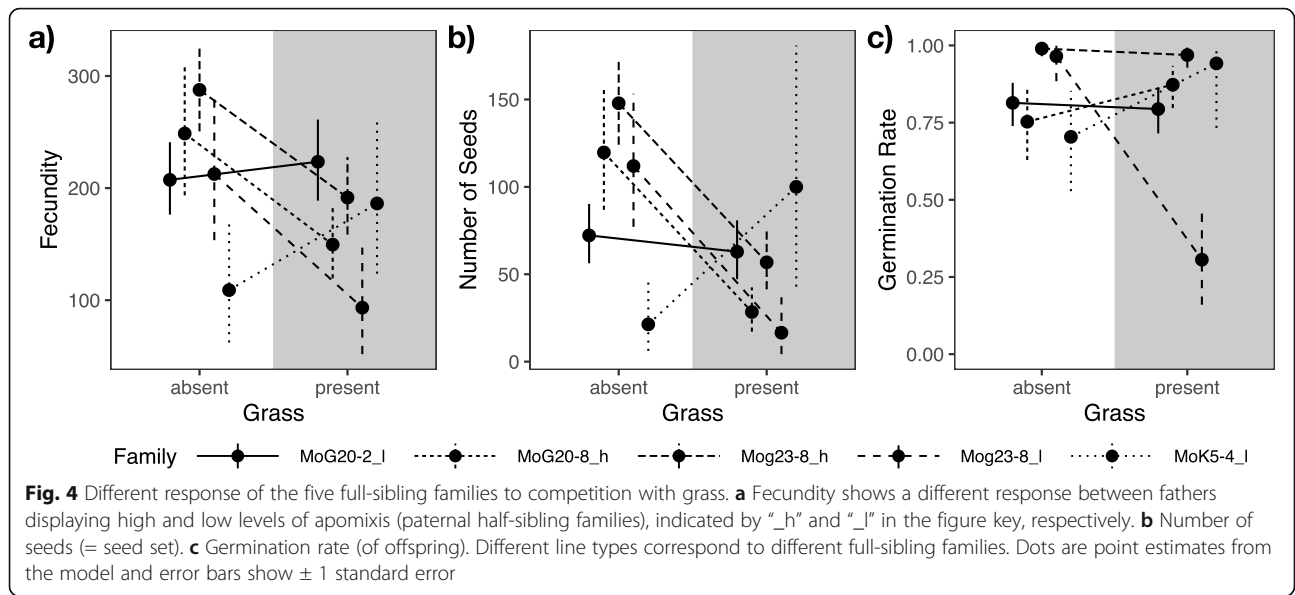 a)
Fecundity
300
200
100
absent present
Grass
b)
Number of Seeds
150
100
50
0
absent present
Grass
c)
Germination Rate
1.00
0.75
0.50
0.25
0.00
absent present
Grass
Family MoG20-2_l MoG20-8_h Mog23-8_h Mog23-8_l MoK5-4_l
Fig. 4 Different response of the five full-sibling families to competition with grass. a Fecundity shows a different response between fathers
displaying high and low levels of apomixis (paternal half-sibling families), indicated by “_h” and “_l” in the figure key, respectively. b Number of
seeds (= seed set). c Germination rate (of offspring). Different line types correspond to different full-sibling families. Dots are point estimates from
the model and error bars show ± 1 standard error